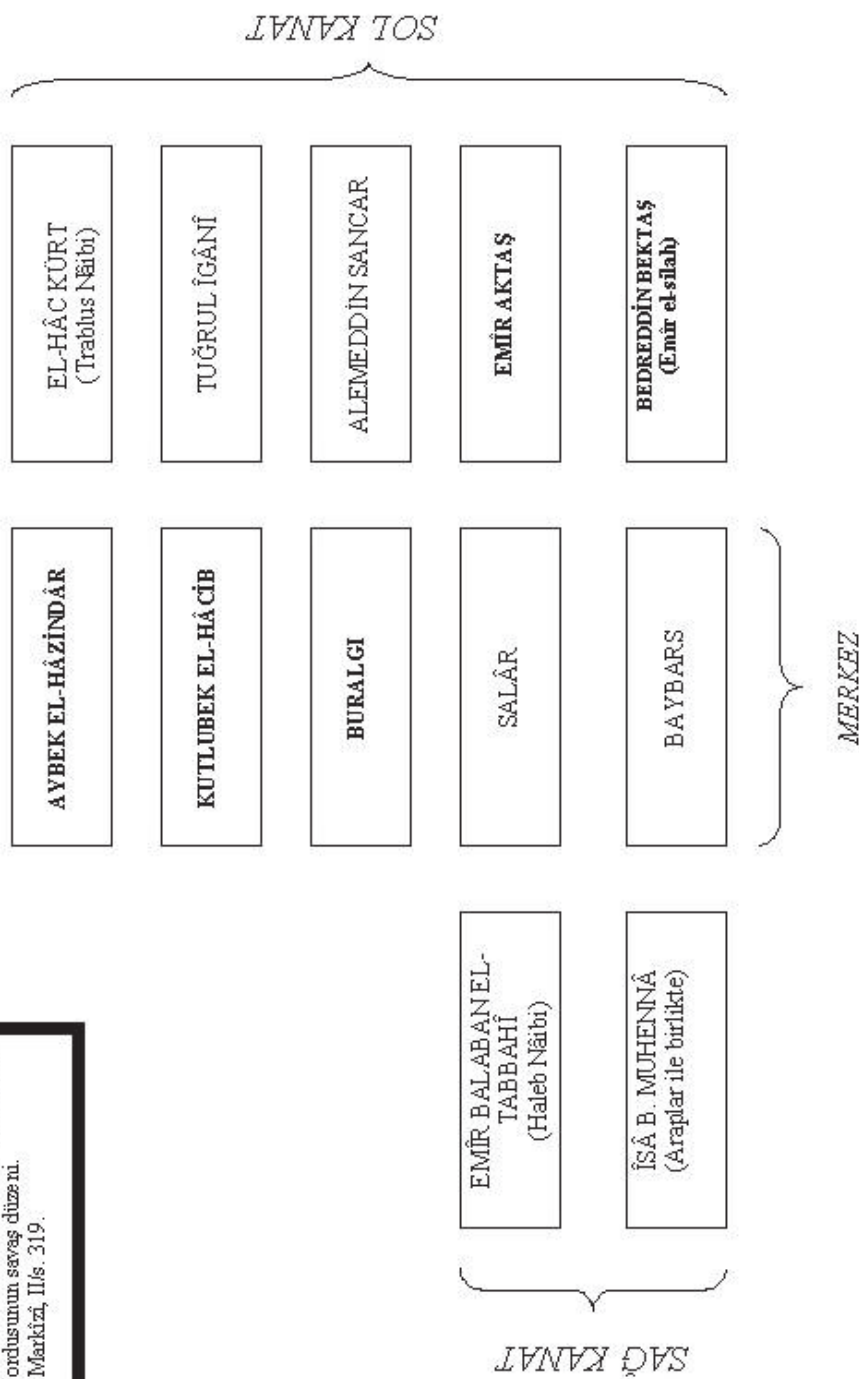 SOL KANAT
EL-HÂC KÜRT
(Trablus Nâibi)
TUĞRUL ÎGÂNÎ
ALEMEDDİN SANCAR
EMÎR AKTAŞ
BEDREDDİN BEKTAŞ
(Emîr el-silah)
AYBEK EL-HÂZİNDÂR
KUTLUBEK EL-HÂCİB
BURALGI
SALÂR
BAYBARS
MERKEZ
EMÎR BALABAN EL-
TABBAHÎ
(Haleb Nâibi)
ÎSÂ B. MUHENNÂ
(Araplar ile birlikte)
SAĞ KANAT
ordusunun savaş düzeni.
Markîzî, II/s. 319.